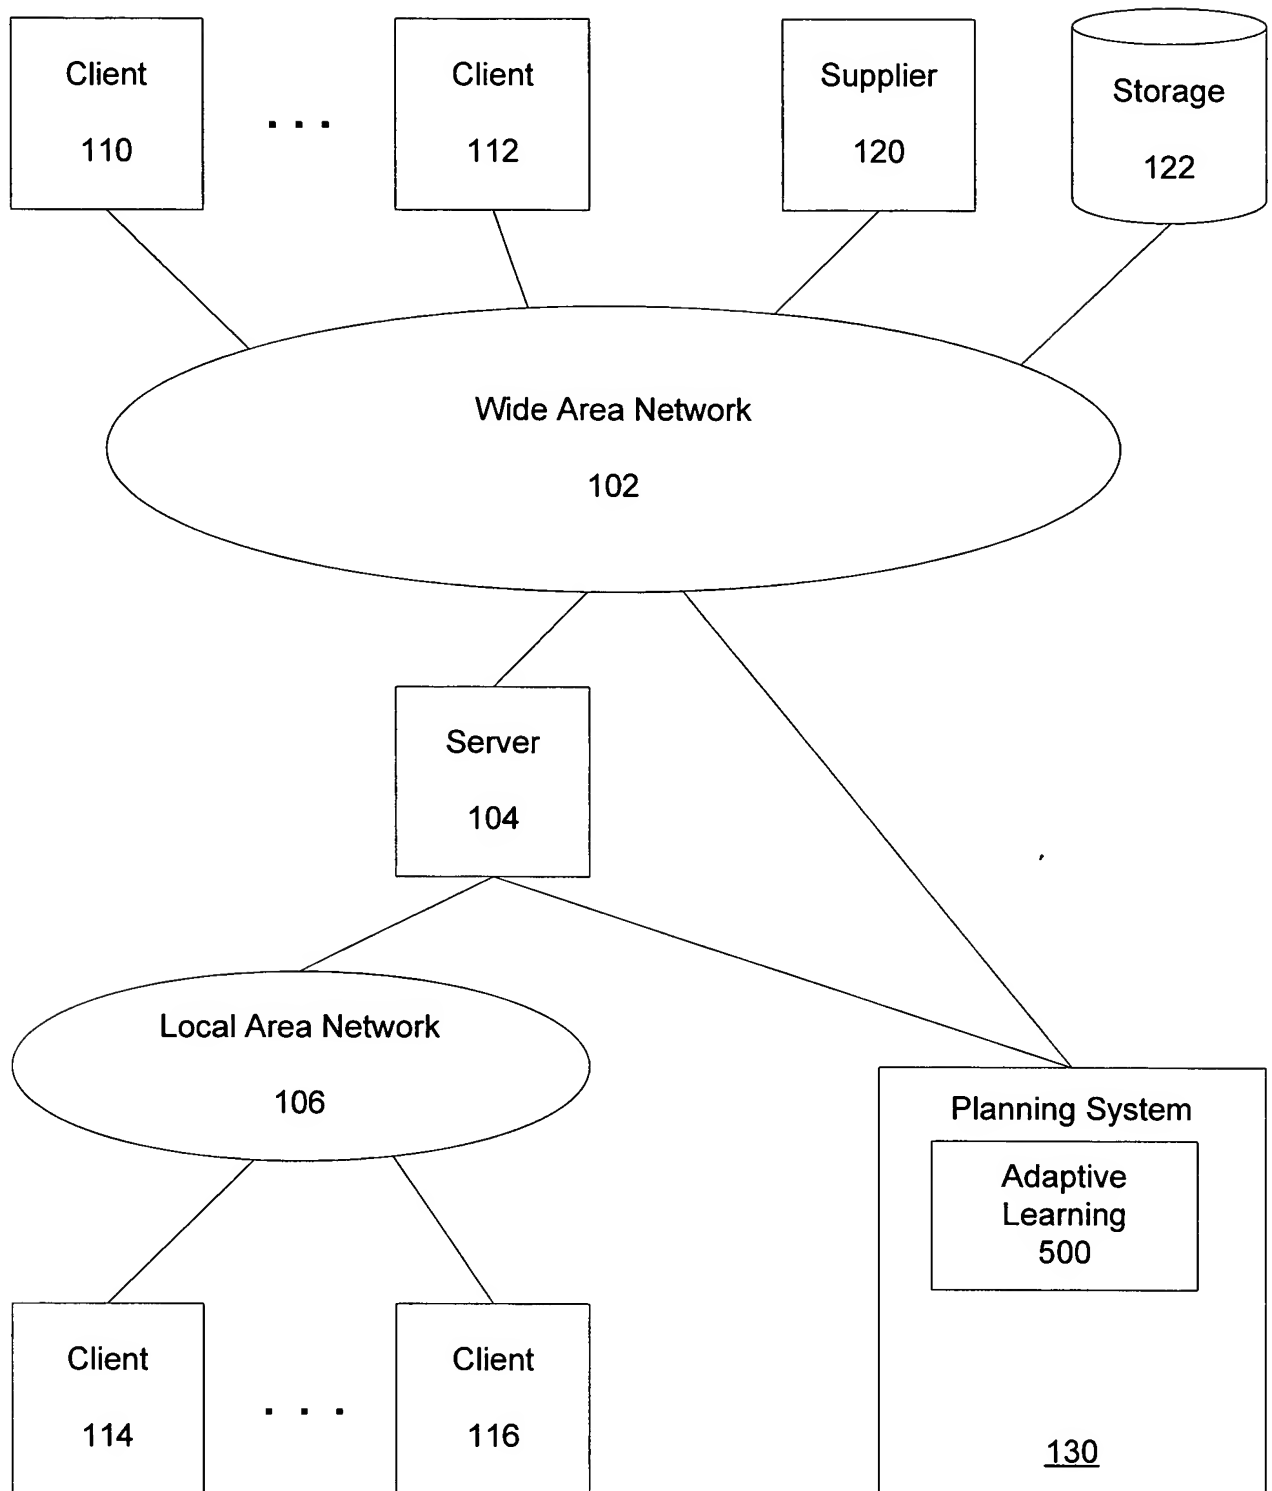 Client
110
. . .
Client
112
Supplier
120
Storage
122
Wide Area Network
102
Server
104
Local Area Network
106
Planning System
Adaptive
Learning
500
130
Client
114
. . .
Client
116